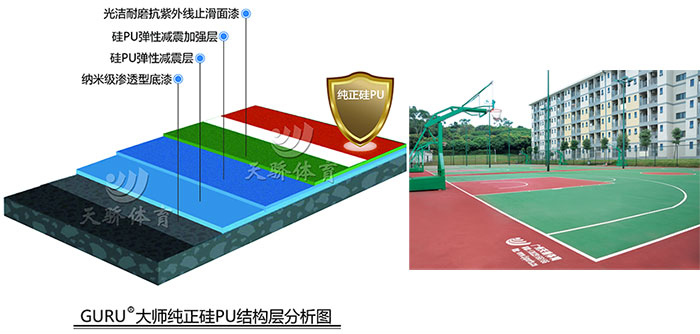 光洁耐磨抗紫外线止滑面漆
硅PU弹性减震加强层
硅PU弹性减震层
纳米级渗透型底漆
纯正硅PU
天骄体育
天骄体育
GURU®大师纯正硅PU结构层分析图